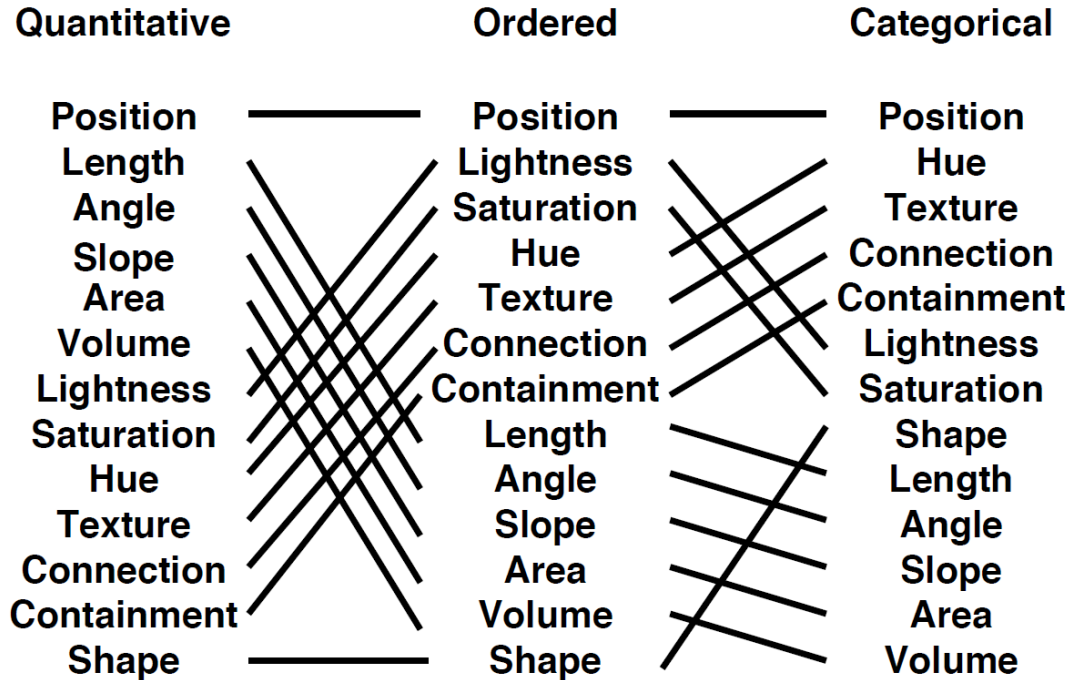 Quantitative Ordered Categorical
Position Position Position
Length Lightness Hue
Angle Saturation Texture
Slope Hue Connection
Area Texture Containment
Volume Connection Lightness
Lightness Containment Saturation
Saturation Length Shape
Hue Angle Length
Texture Slope Angle
Connection Area Slope
Containment Volume Area
Shape Shape Volume